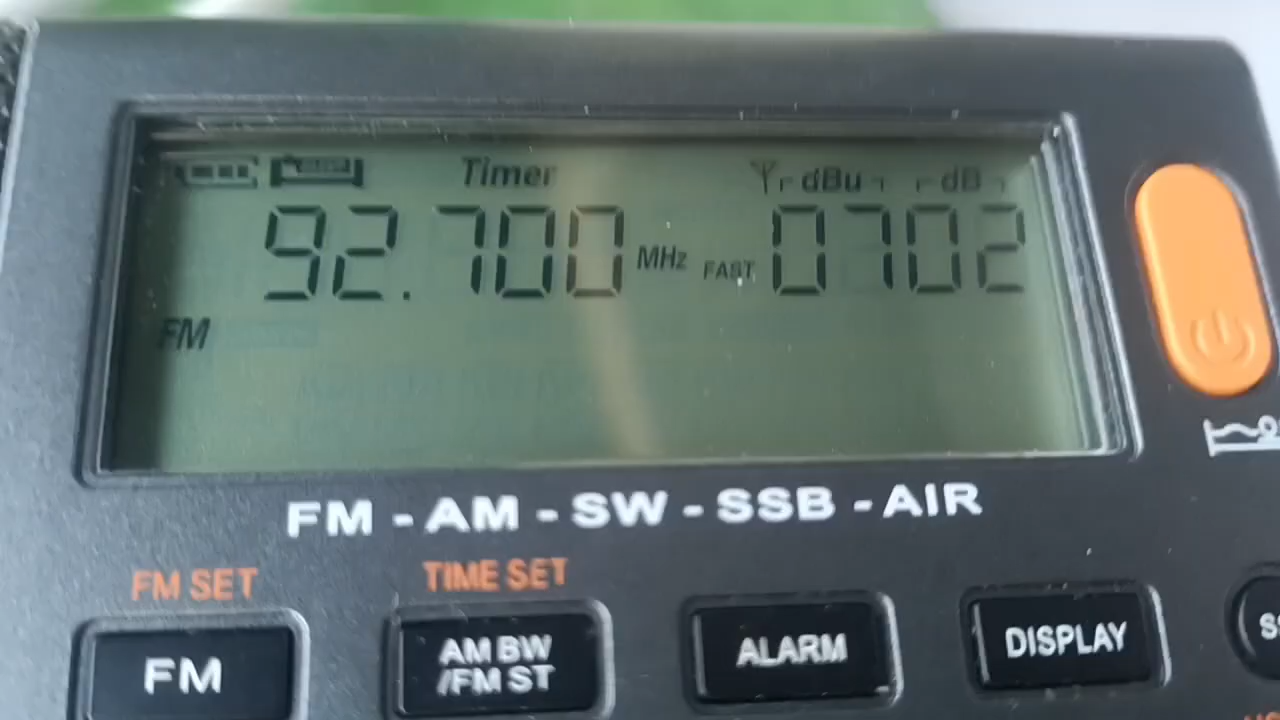 Timer dBu dB
92.700 MHz FAST 0702
FM
FM - AM - SW - SSB - AIR
FM SET TIME SET
FM AM BW /FM ST ALARM DISPLAY